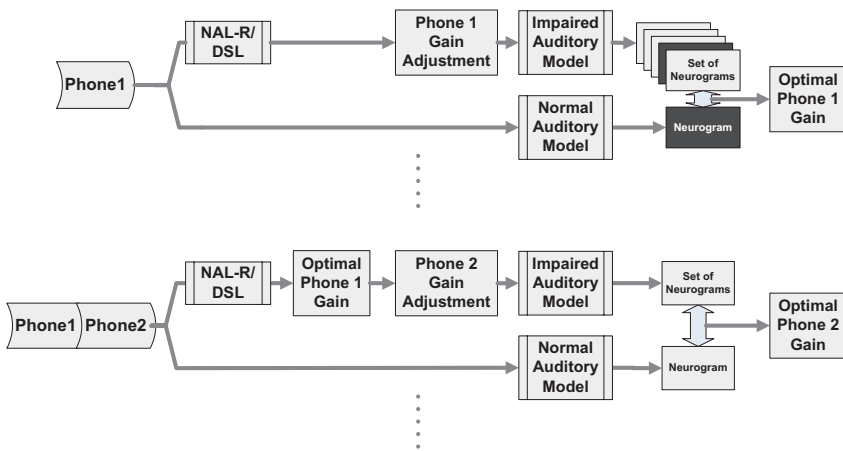 Phone1
NAL-R/
DSL
Phone 1
Gain
Adjustment
Impaired
Auditory
Model
Set of
Neurograms
Optimal
Phone 1
Gain
Normal
Auditory
Model
Neurogram
Phone1
Phone2
NAL-R/
DSL
Optimal
Phone 1
Gain
Phone 2
Gain
Adjustment
Impaired
Auditory
Model
Set of
Neurograms
Optimal
Phone 2
Gain
Normal
Auditory
Model
Neurogram